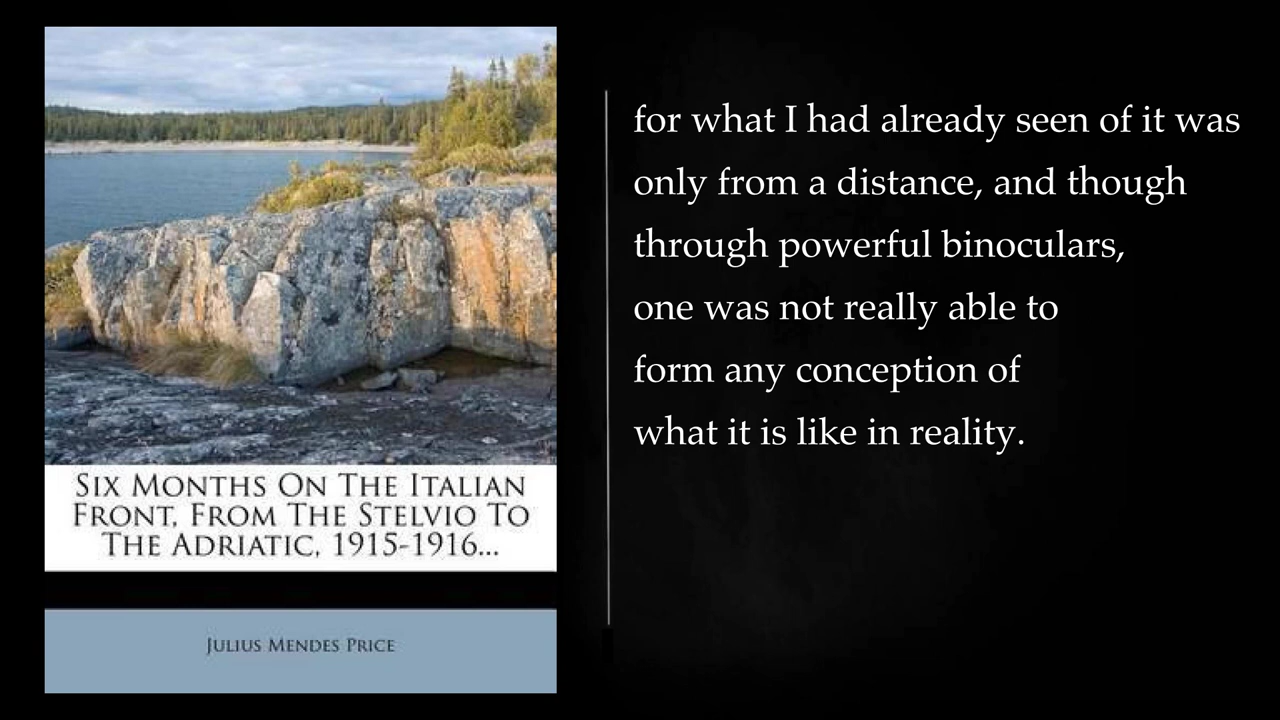 Six Months On The Italian
Front, From The Stelvio To
The Adriatic, 1915-1916...
Julius Mendes Price
for what I had already seen of it was
only from a distance, and though
through powerful binoculars,
one was not really able to
form any conception of
what it is like in reality.